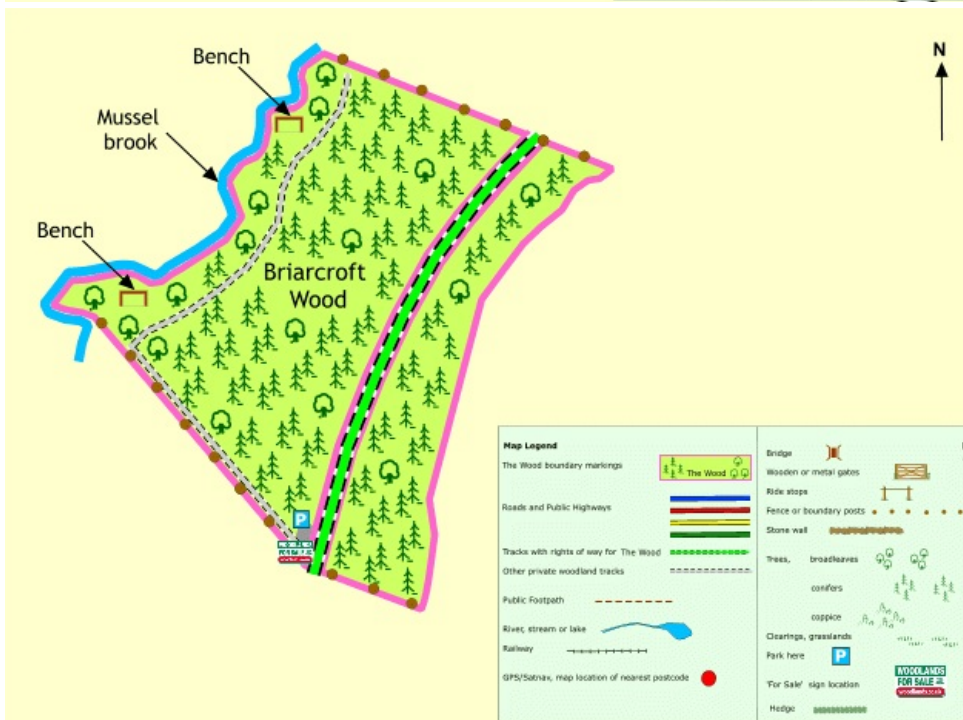 Bench
N
Mussel
brook
Bench
Briarcroft
Wood
P
Map Legend
The Wood boundary markings
The Wood
Roads and Public Highways
Tracks with rights of way for The Wood
Other private woodland tracks
Public Footpath
River, stream or lake
Railway
GPS/Satnav, map location of nearest postcode
Bridge
Wooden or metal gates
Ride stops
Fence or boundary posts
Stone wall
Trees, broadleaves
conifers
coppice
Clearings, grasslands
Park here P
'For Sale' sign location
WOODLANDS
FOR SALE
woodlands.co.uk
Hedge